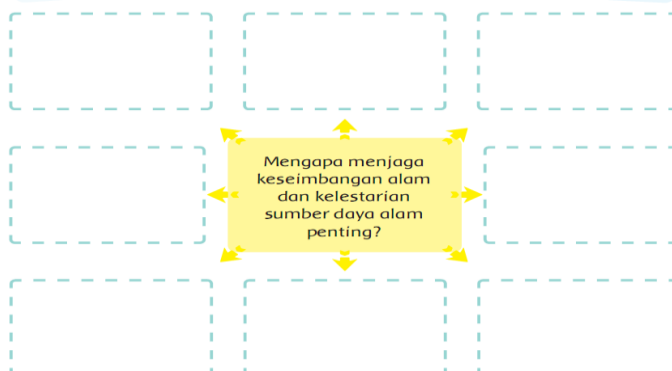 Mengapa menjaga
keseimbangan alam
dan kelestarian
sumber daya alam
penting?